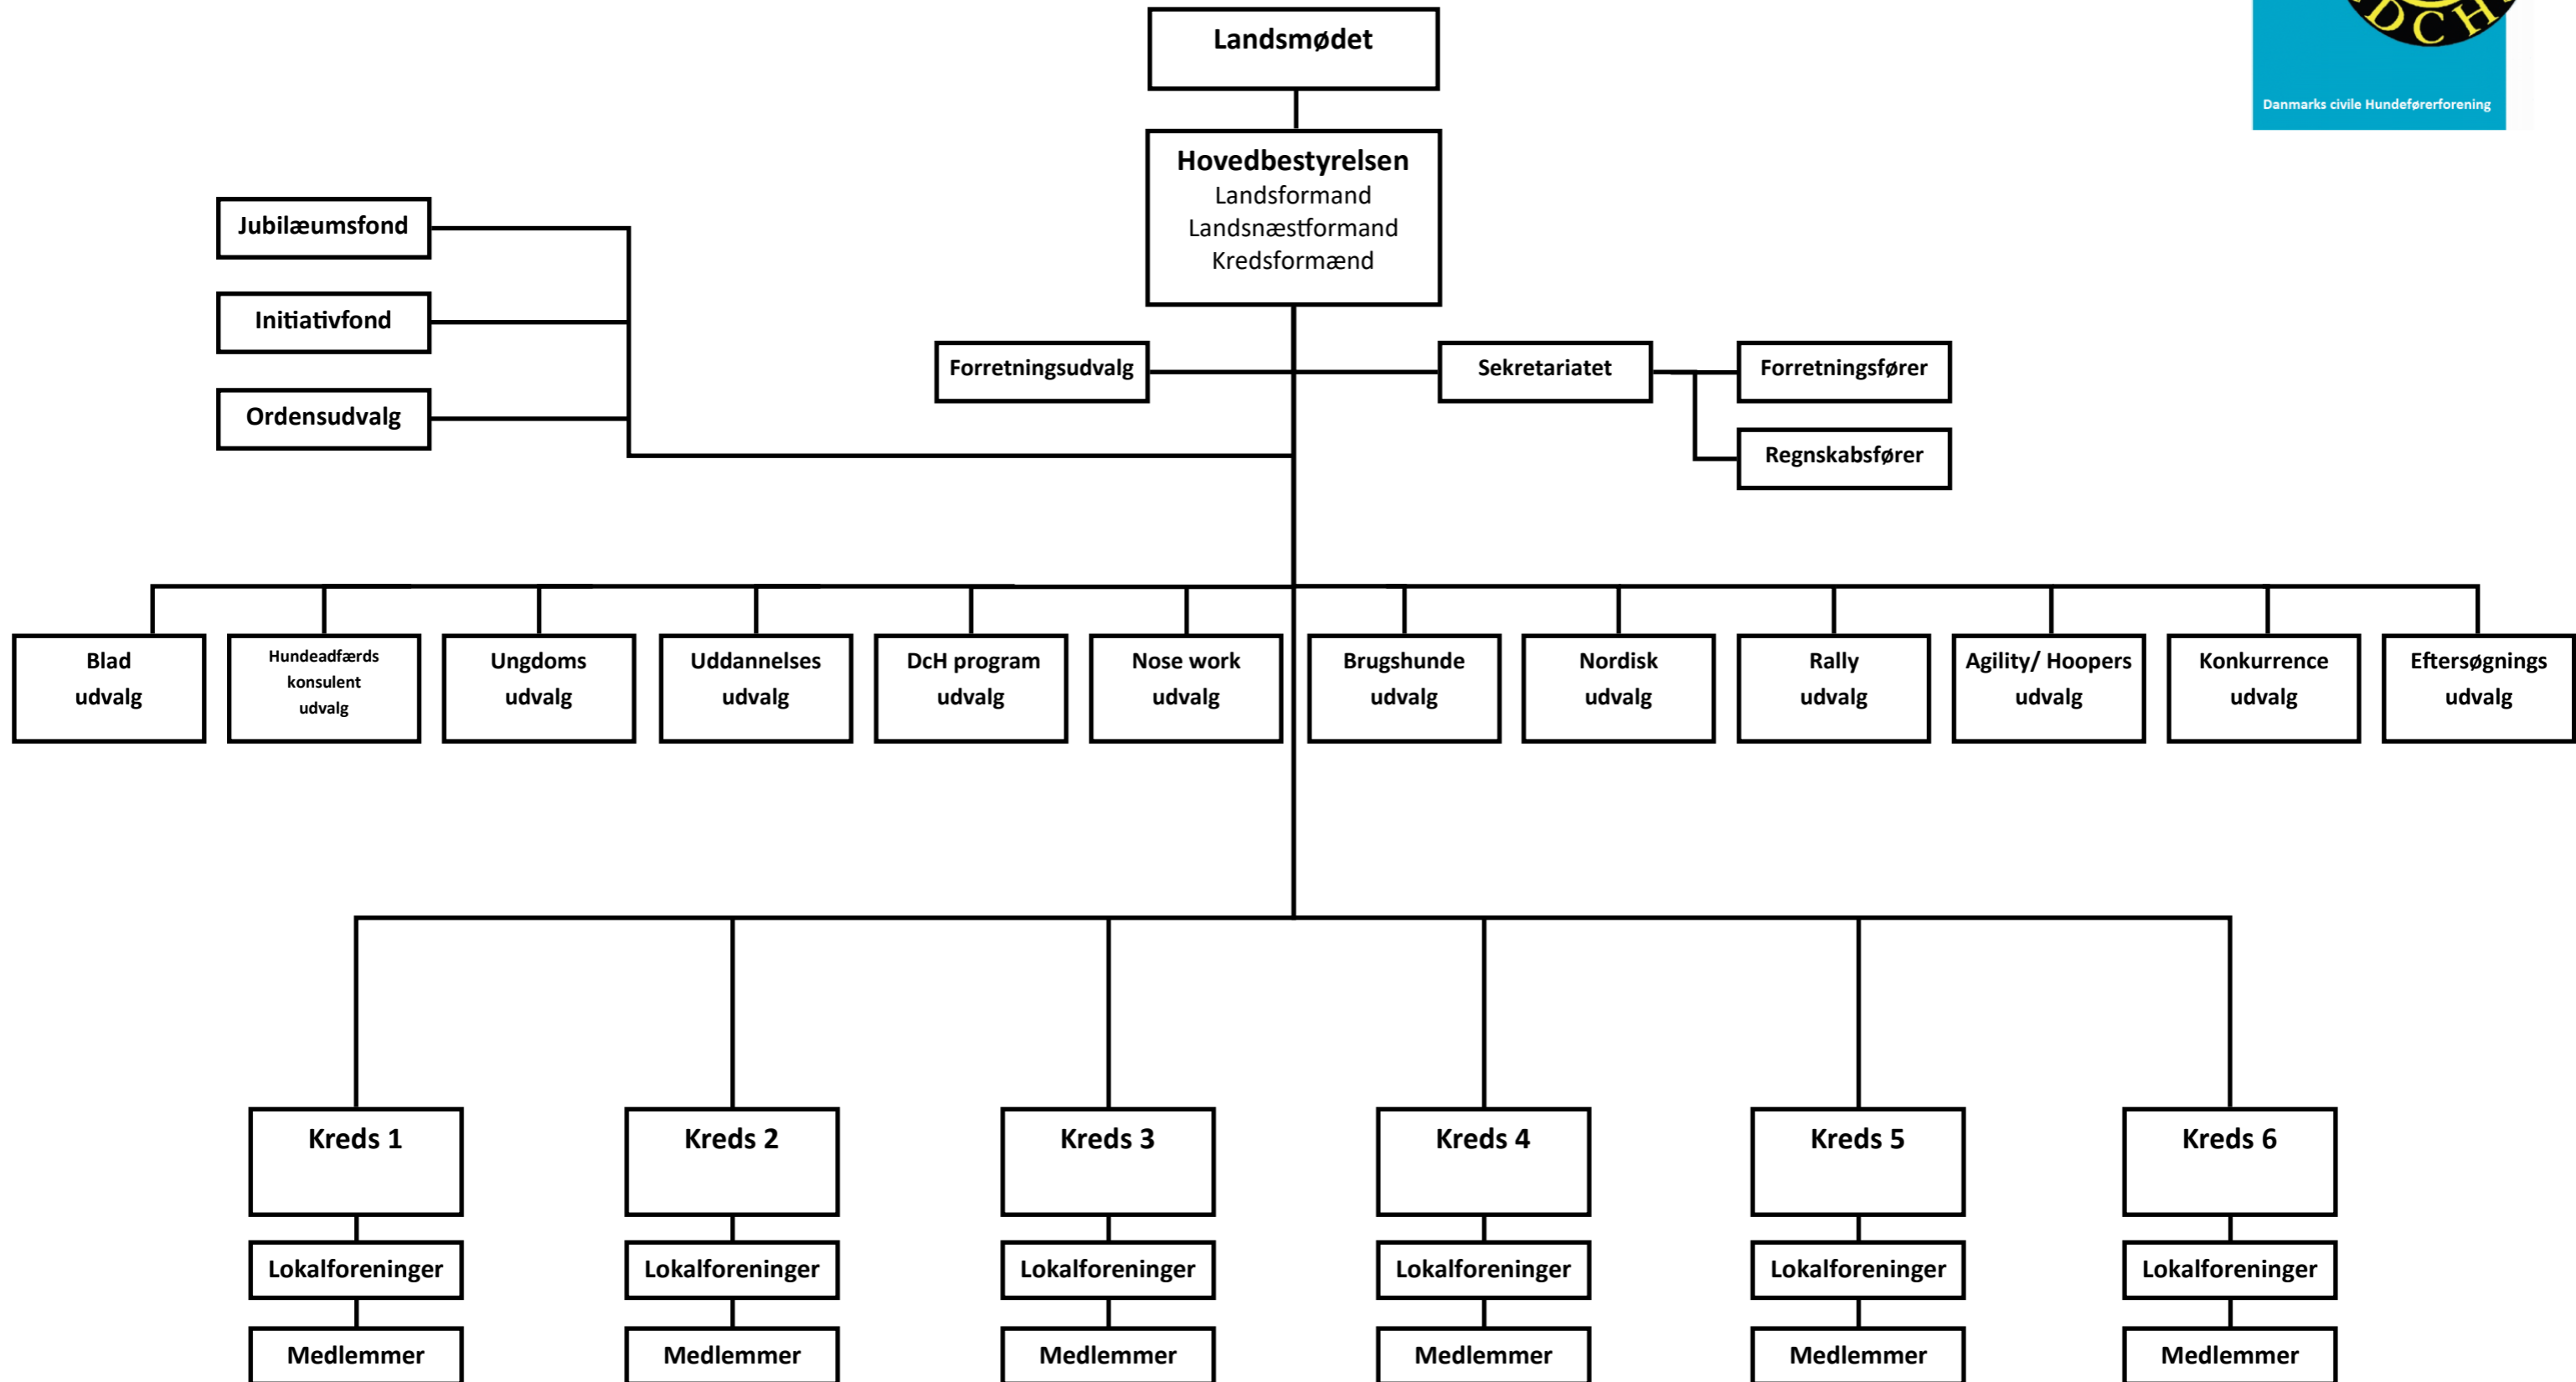 Landsmødet
DCH
Danmarks civile Hundeførerforening
Hovedbestyrelsen
Landsformand
Landsnæstformand
Kredsformænd
Jubilæumsfond
Initiativfond
Ordensudvalg
Forretningsudvalg
Sekretariatet
Forretningsfører
Regnskabsfører
Blad
udvalg
Hundeadfærds
konsulent
udvalg
Ungdoms
udvalg
Uddannelses
udvalg
DcH program
udvalg
Nose work
udvalg
Brugshunde
udvalg
Nordisk
udvalg
Rally
udvalg
Agility/ Hoopers
udvalg
Konkurrence
udvalg
Eftersøgnings
udvalg
Kreds 1
Kreds 2
Kreds 3
Kreds 4
Kreds 5
Kreds 6
Lokalforeninger
Lokalforeninger
Lokalforeninger
Lokalforeninger
Lokalforeninger
Lokalforeninger
Medlemmer
Medlemmer
Medlemmer
Medlemmer
Medlemmer
Medlemmer